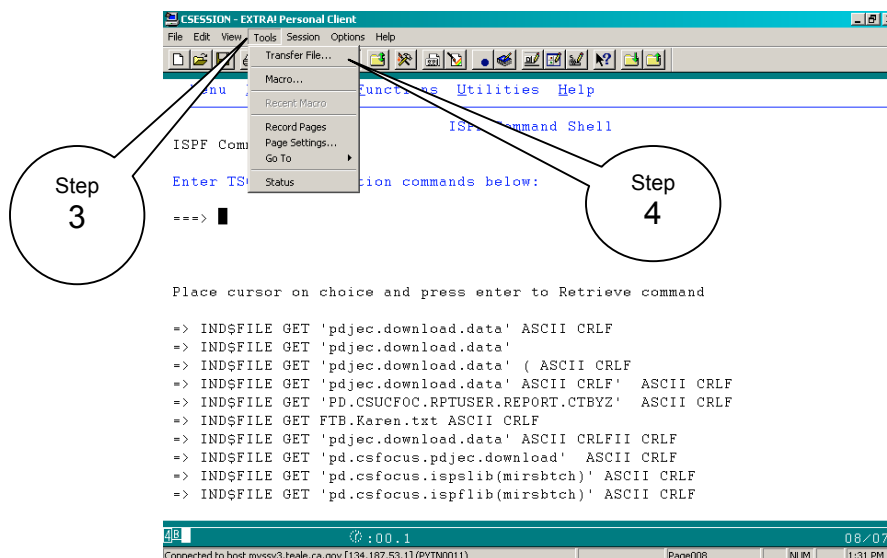 CSESSION - EXTRA! Personal Client
File Edit View Tools Session Options Help
Transfer File...
Macro...
Recent Macro
Record Pages
Page Settings...
Go To
Status
enu Functions Utilities Help
ISPF Command Shell
ISPF Com
Enter TS tion commands below:
===>
Step
3
Step
4
Place cursor on choice and press enter to Retrieve command
=> IND$FILE GET 'pdjec.download.data' ASCII CRLF
=> IND$FILE GET 'pdjec.download.data'
=> IND$FILE GET 'pdjec.download.data' ( ASCII CRLF
=> IND$FILE GET 'pdjec.download.data' ASCII CRLF' ASCII CRLF
=> IND$FILE GET 'PD.CSUCFOC.RPTUSER.REPORT.CTBYZ' ASCII CRLF
=> IND$FILE GET FTB.Karen.txt ASCII CRLF
=> IND$FILE GET 'pdjec.download.data' ASCII CRLFII CRLF
=> IND$FILE GET 'pd.csfocus.pdjec.download' ASCII CRLF
=> IND$FILE GET 'pd.csfocus.ispslib(mirsbtch)' ASCII CRLF
=> IND$FILE GET 'pd.csfocus.ispflib(mirsbtch)' ASCII CRLF
4B :00.1 08/07
Connected to host myssv3.teale.ca.gov [134.187.53.1] (PYTN0011) Page008 NUM 1:31 PM